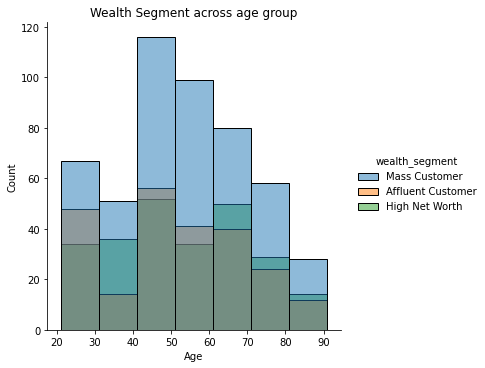 Wealth Segment across age group
120
100
80
60
40
20
0
Count
20 30 40 50 60 70 80 90
Age
wealth_segment
Mass Customer
Affluent Customer
High Net Worth